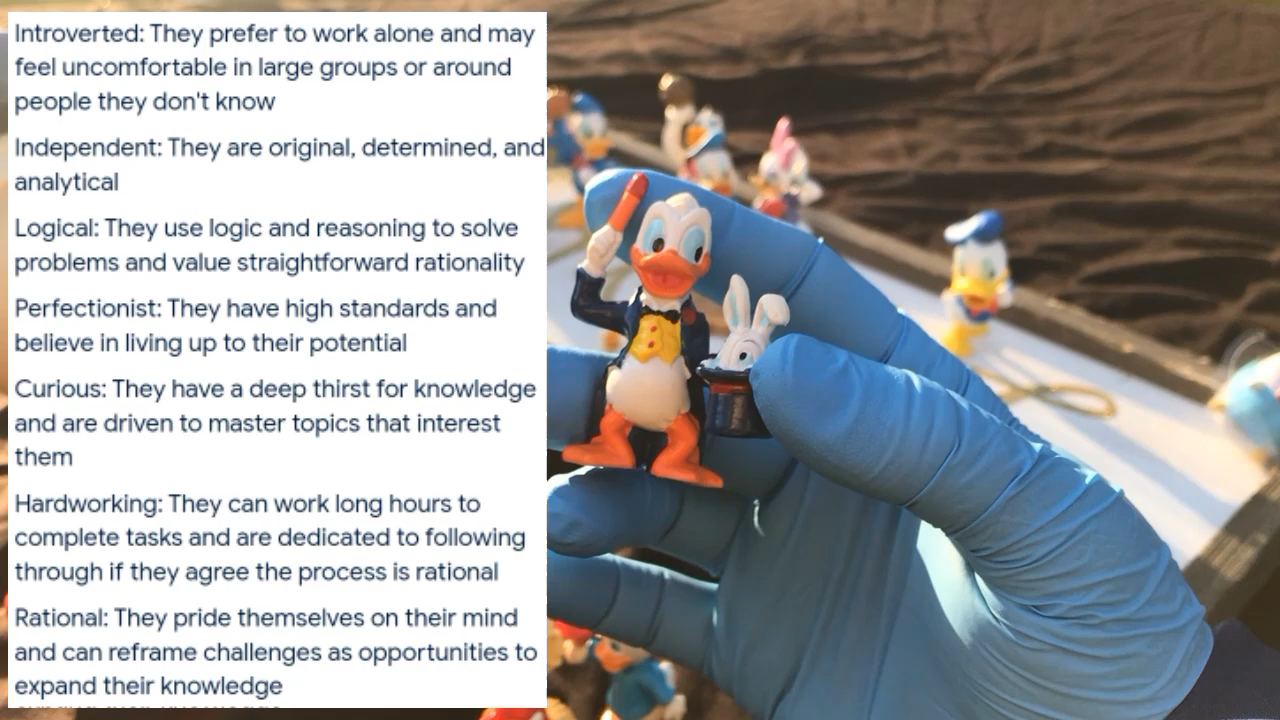 Introverted: They prefer to work alone and may
feel uncomfortable in large groups or around
people they don't know
Independent: They are original, determined, and
analytical
Logical: They use logic and reasoning to solve
problems and value straightforward rationality
Perfectionist: They have high standards and
believe in living up to their potential
Curious: They have a deep thirst for knowledge
and are driven to master topics that interest
them
Hardworking: They can work long hours to
complete tasks and are dedicated to following
through if they agree the process is rational
Rational: They pride themselves on their mind
and can reframe challenges as opportunities to
expand their knowledge